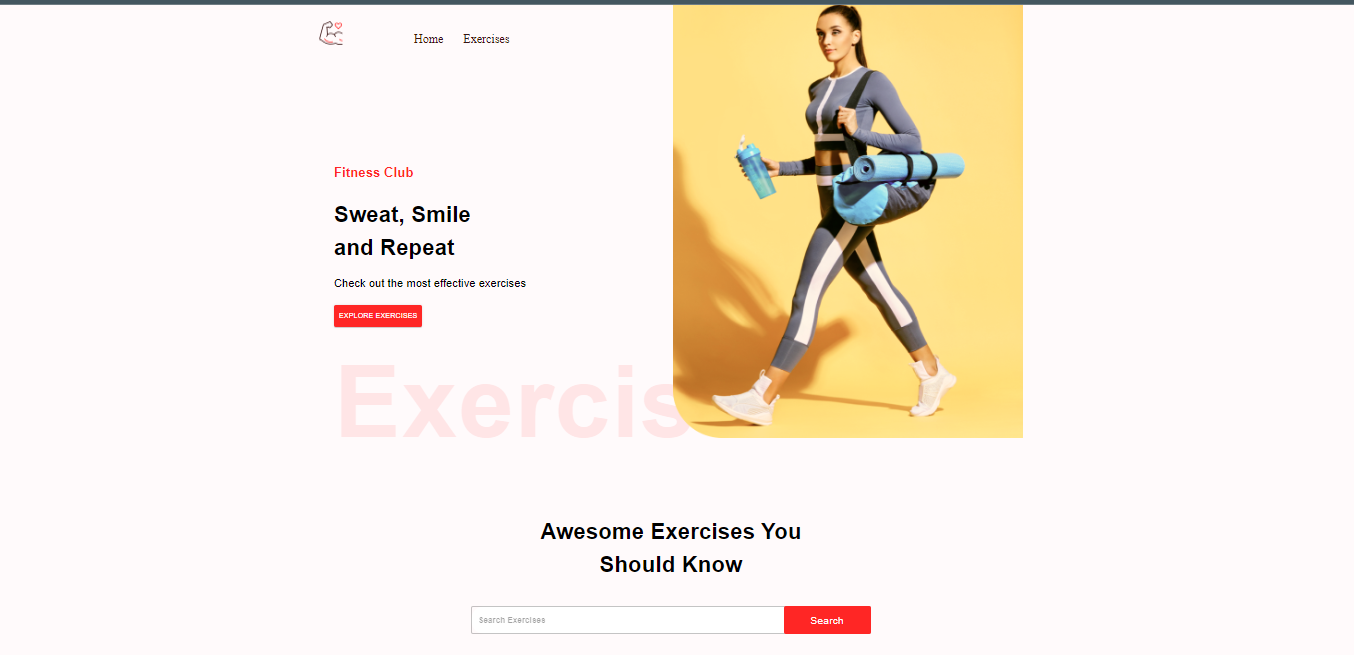 Home
Exercises
Fitness Club
Sweat, Smile
and Repeat
Check out the most effective exercises
EXPLORE EXERCISES
Exercis
Awesome Exercises You
Should Know
Search Exercises
Search